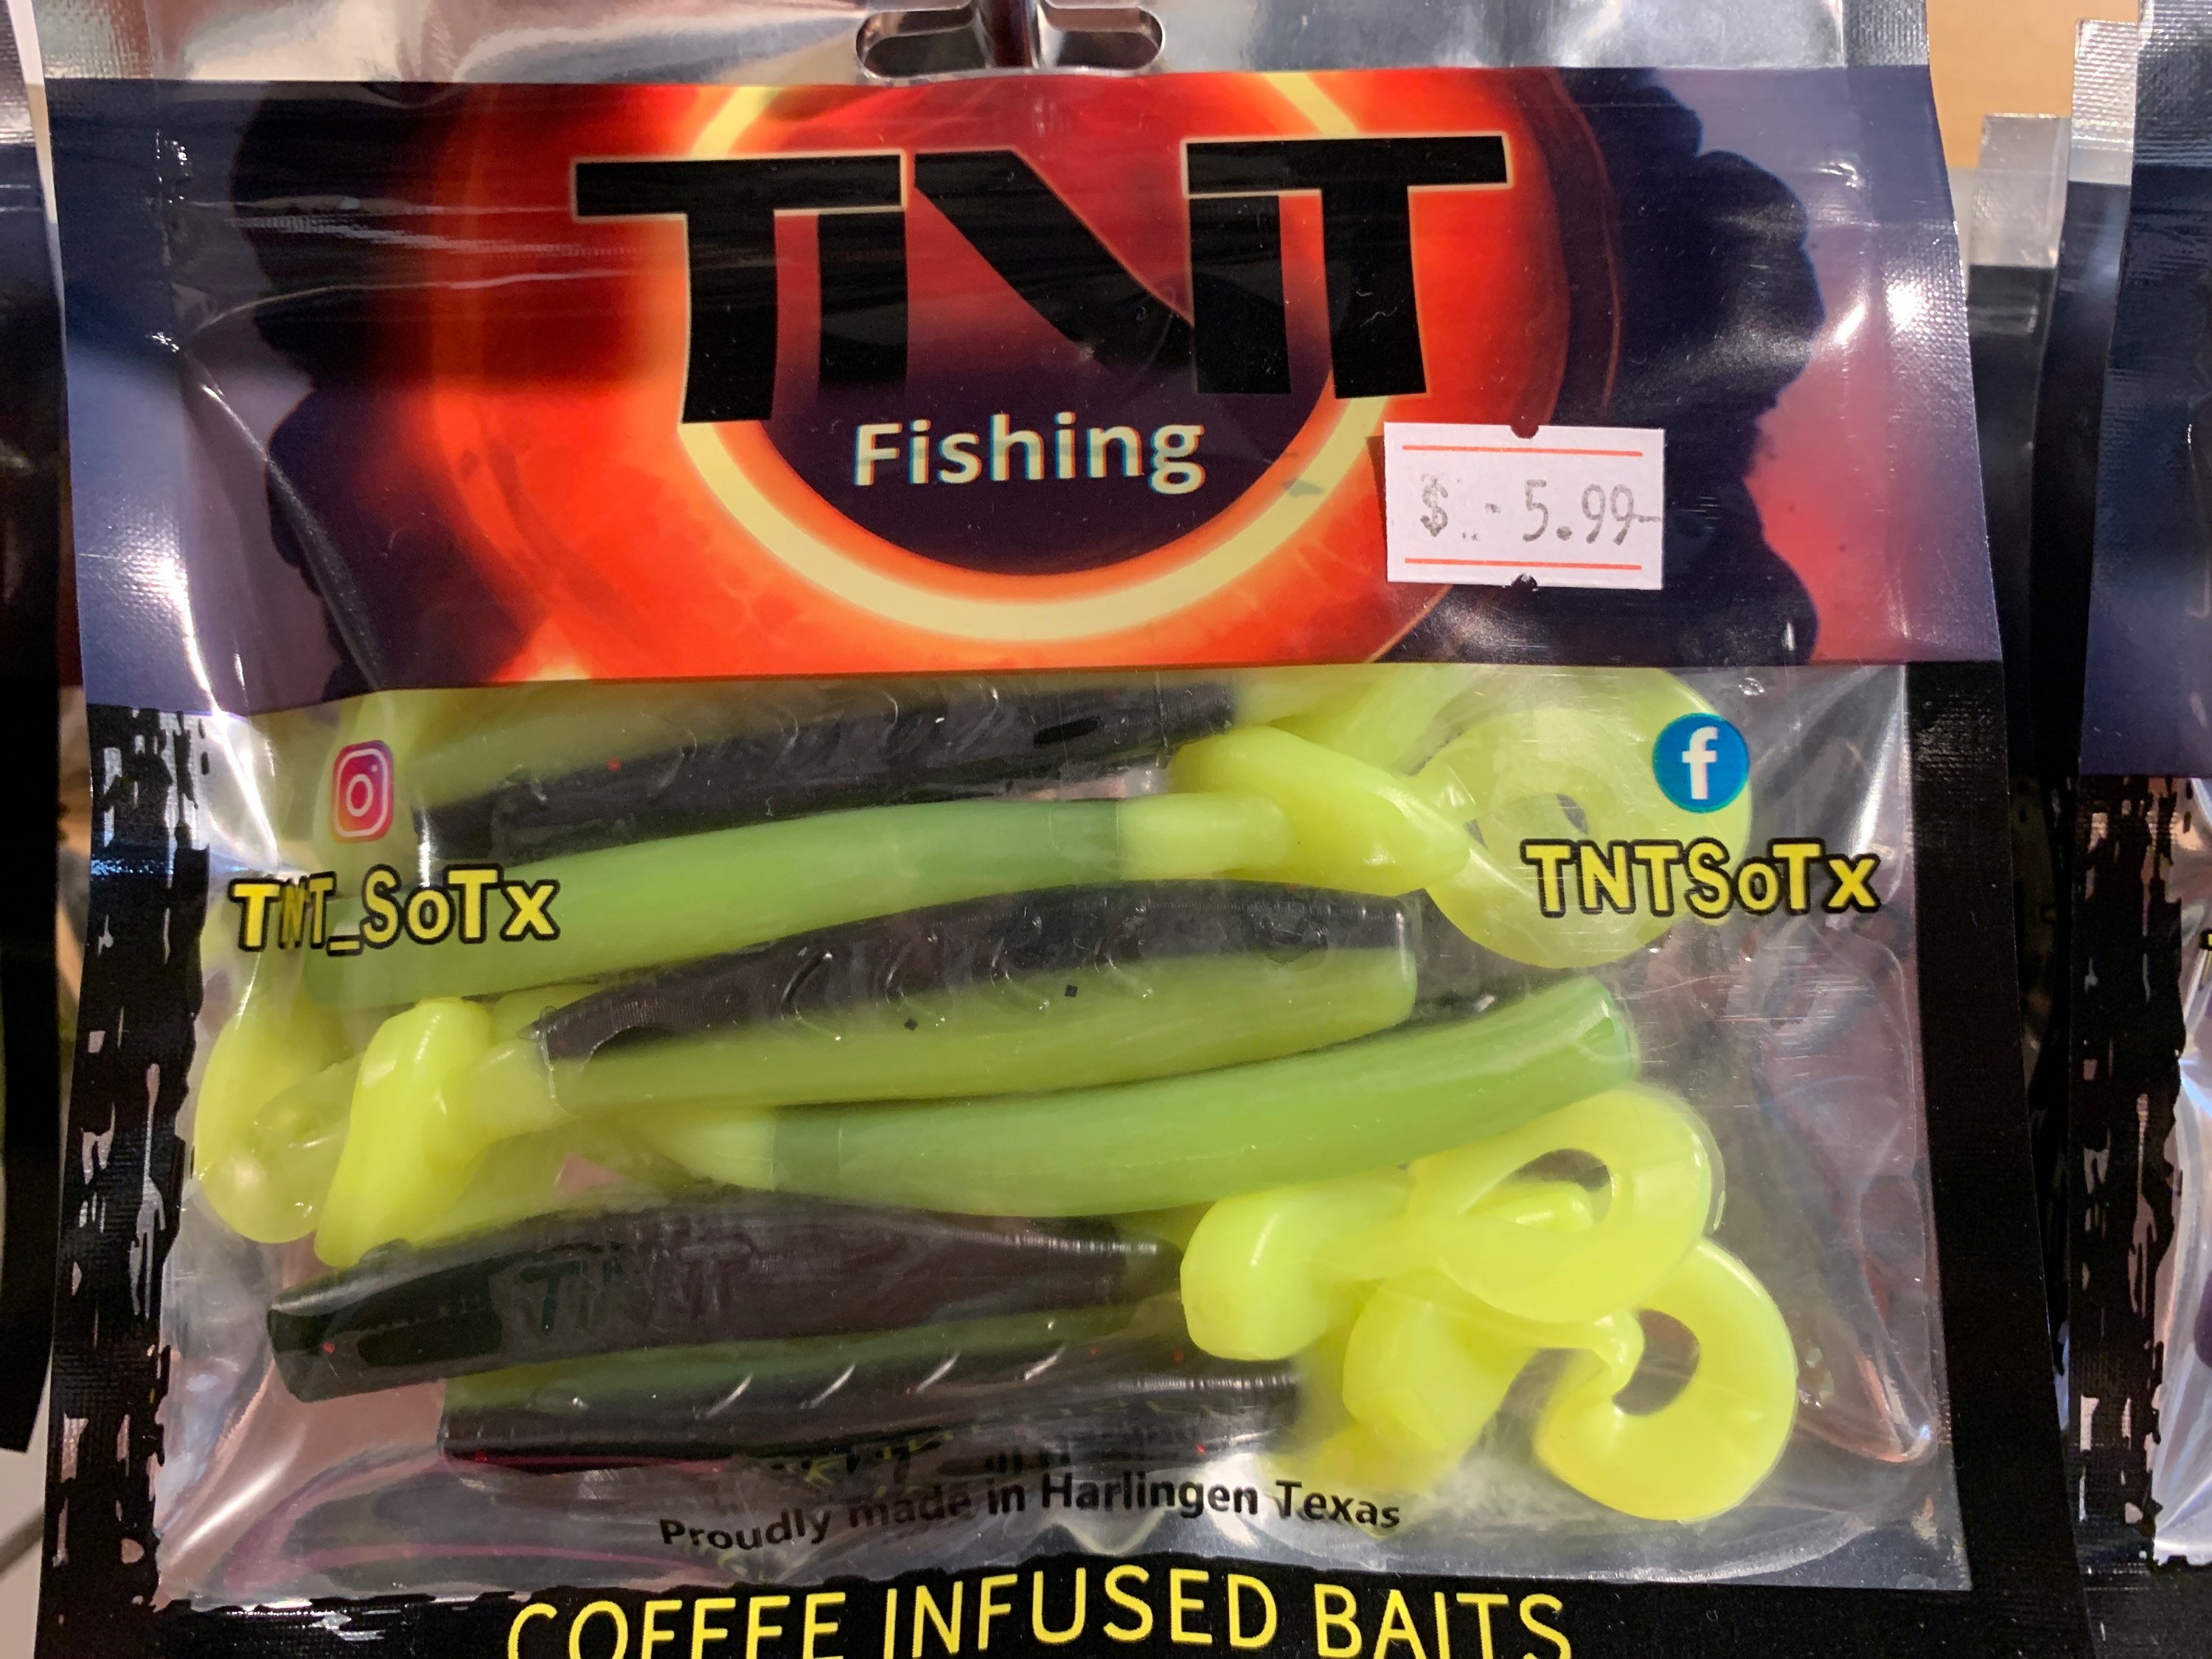 TNT
Fishing
$ 5.99
f
TNT_SoTx
TNTSoTx
TNT
Proudly made in Harlingen Texas
COFFEE INFUSED BAITS